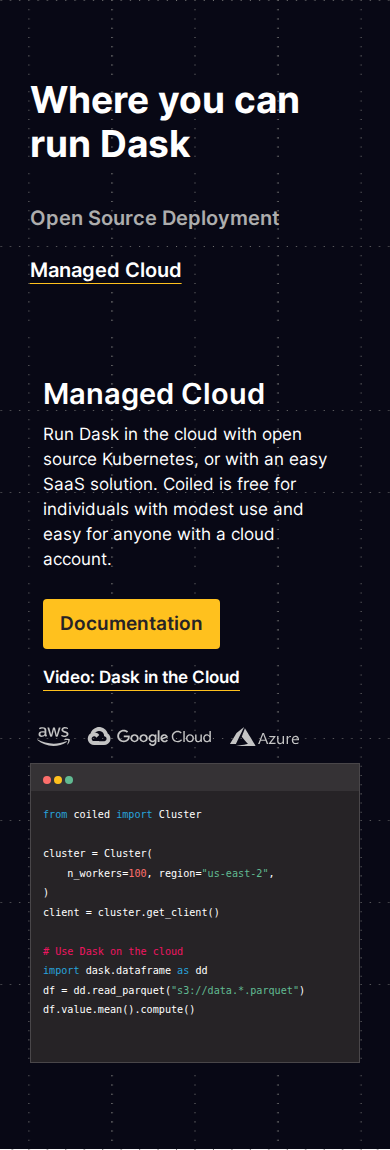 Where you can
run Dask
Open Source Deployment
Managed Cloud
Managed Cloud
Run Dask in the cloud with open
source Kubernetes, or with an easy
SaaS solution. Coiled is free for
individuals with modest use and
easy for anyone with a cloud
account.
Documentation
Video: Dask in the Cloud
aws Google Cloud Azure
from coiled import Cluster
cluster = Cluster(
    n_workers=100, region="us-east-2",
)
client = cluster.get_client()
# Use Dask on the cloud
import dask.dataframe as dd
df = dd.read_parquet("s3://data.*.parquet")
df.value.mean().compute()